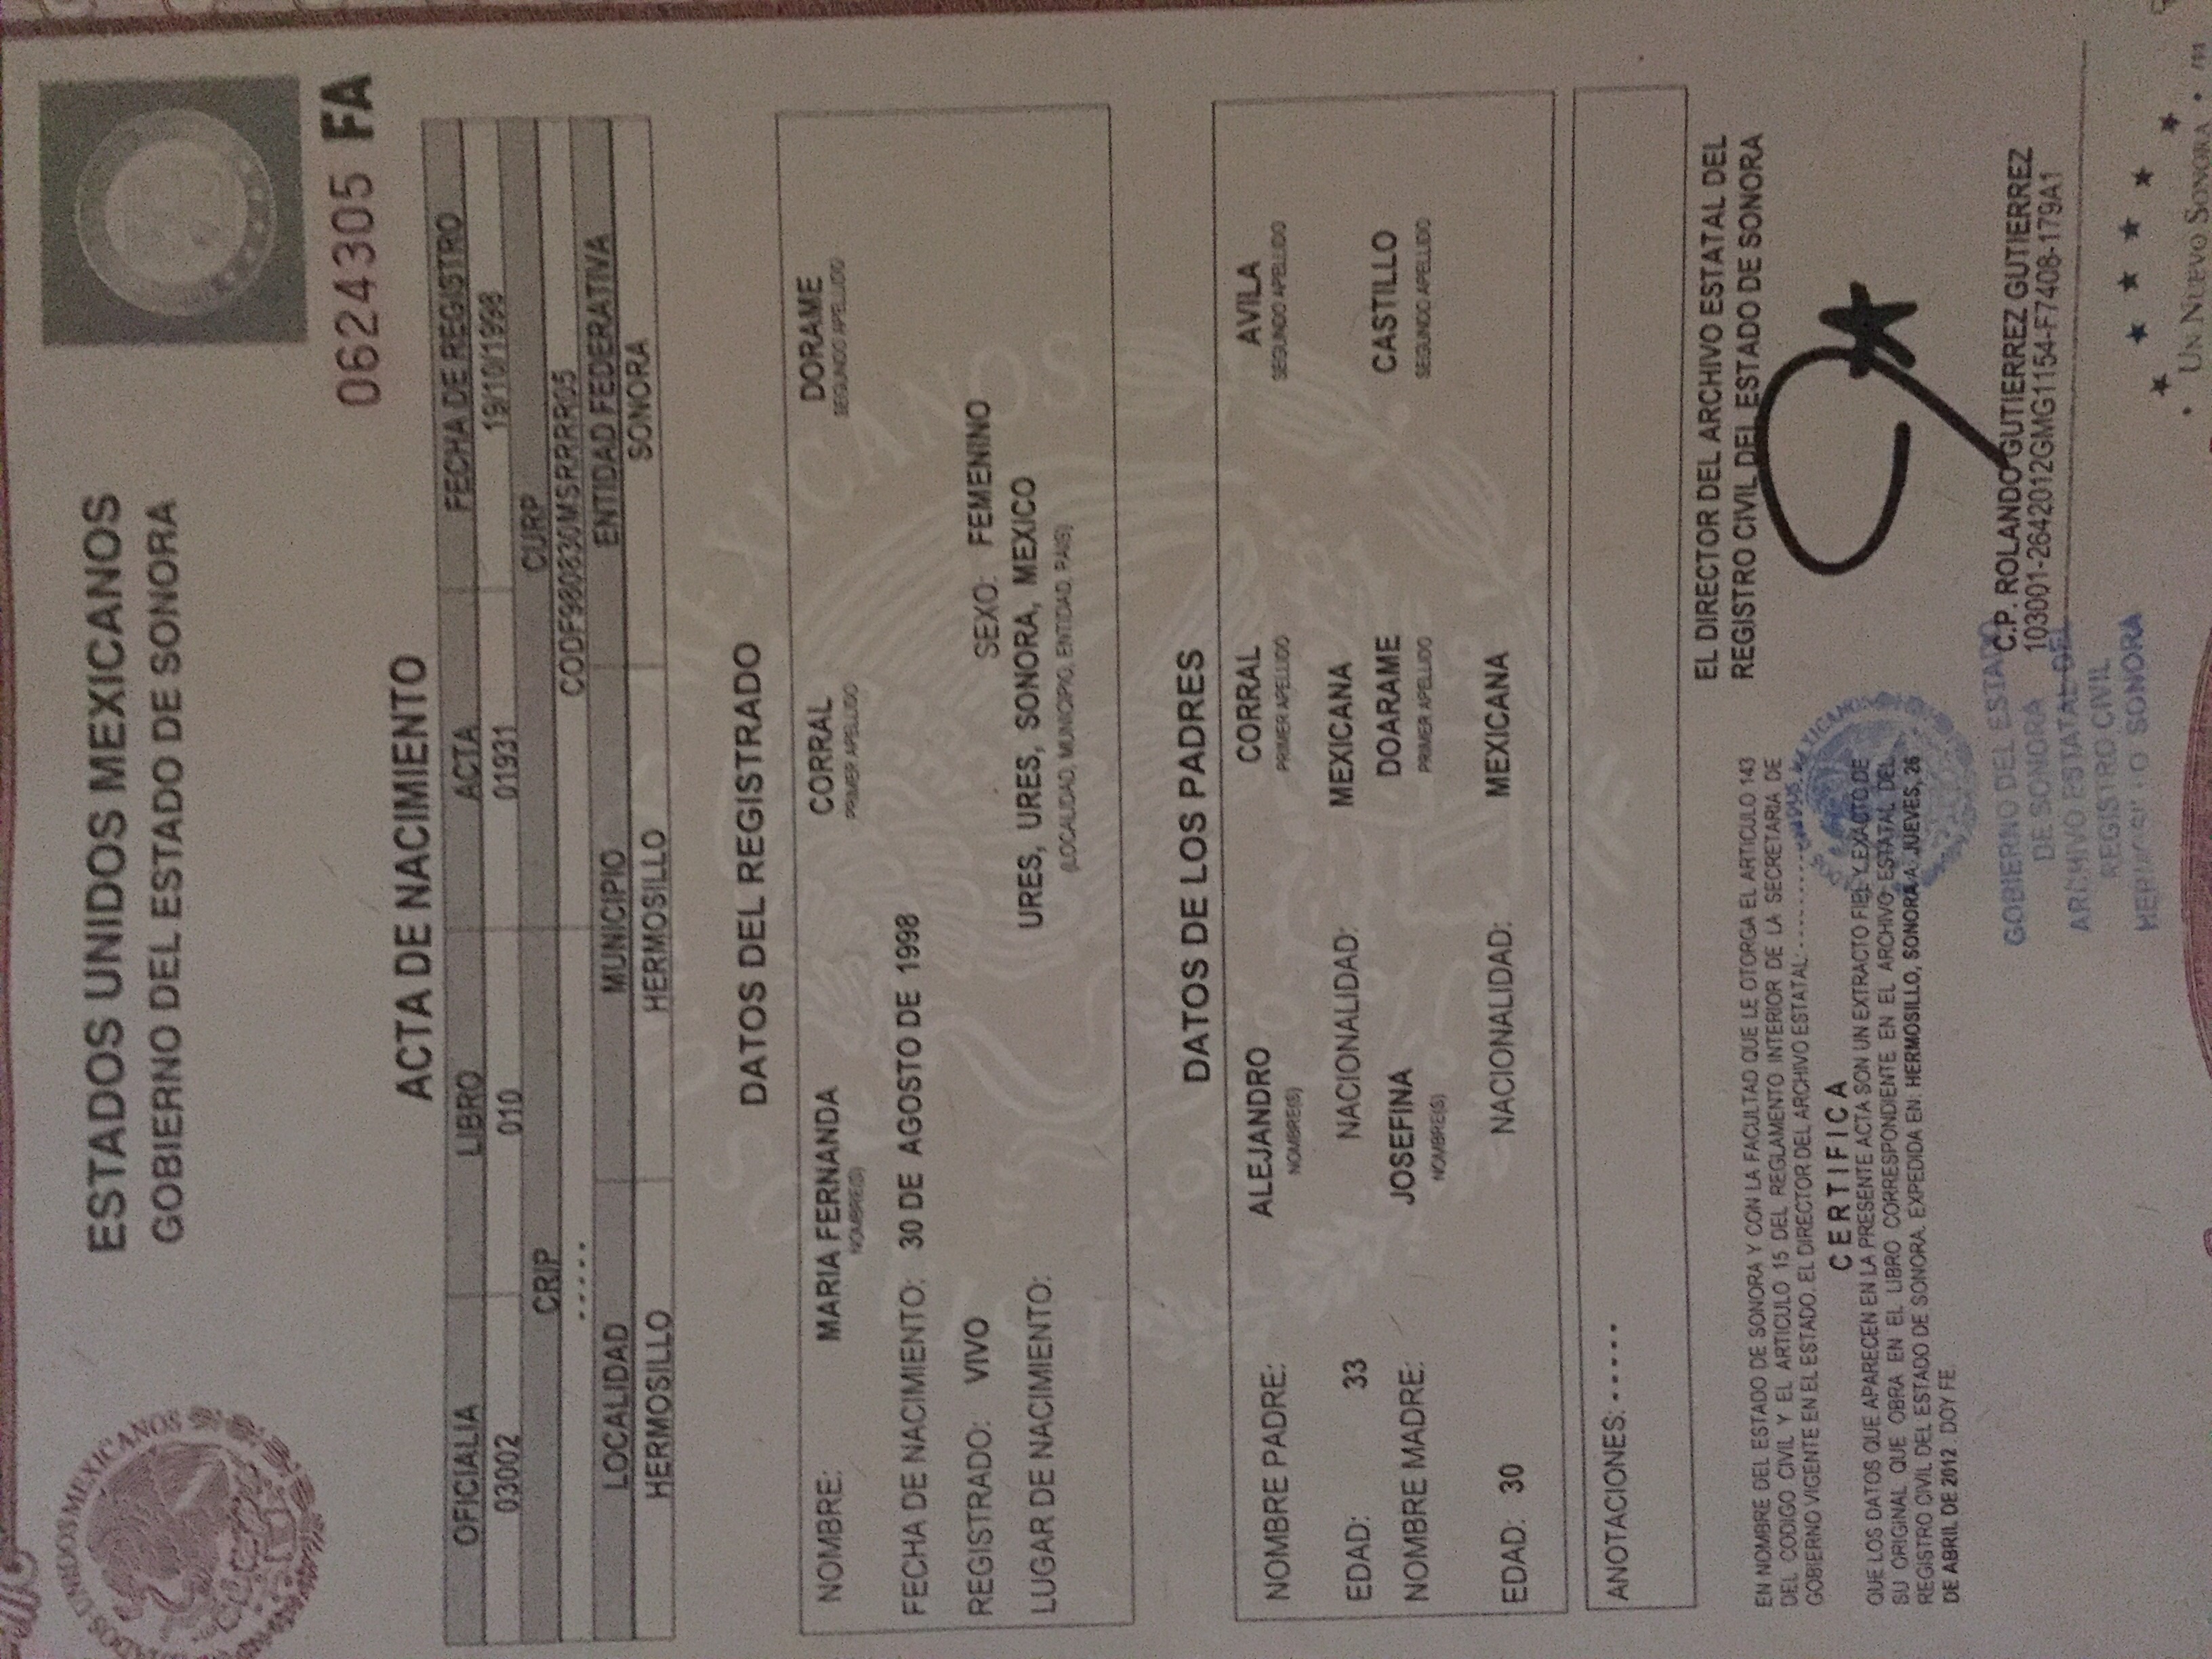 ESTADOS UNIDOS MEXICANOS
ESTADOS UNIDOS MEXICANOS
GOBIERNO DEL ESTADO DE SONORA
0624305 FA
ACTA DE NACIMIENTO
OFICIALIA LIBRO ACTA FECHA DE REGISTRO
03002 010 01931 19/10/1998
CRIP CURP
----- CODF980830MSRRRR05
LOCALIDAD MUNICIPIO ENTIDAD FEDERATIVA
HERMOSILLO HERMOSILLO SONORA
DATOS DEL REGISTRADO
NOMBRE: MARIA FERNANDA CORRAL DORAME
NOMBRE(S) PRIMER APELLIDO SEGUNDO APELLIDO
FECHA DE NACIMIENTO: 30 DE AGOSTO DE 1998
REGISTRADO: VIVO SEXO: FEMENINO
LUGAR DE NACIMIENTO: URES, URES, SONORA, MEXICO
(LOCALIDAD, MUNICIPIO, ENTIDAD, PAIS)
DATOS DE LOS PADRES
NOMBRE PADRE: ALEJANDRO CORRAL AVILA
NOMBRE(S) PRIMER APELLIDO SEGUNDO APELLIDO
EDAD: 33 NACIONALIDAD: MEXICANA
NOMBRE MADRE: JOSEFINA DOARAME CASTILLO
NOMBRE(S) PRIMER APELLIDO SEGUNDO APELLIDO
EDAD: 30 NACIONALIDAD: MEXICANA
ANOTACIONES: -----
EN NOMBRE DEL ESTADO DE SONORA Y CON LA FACULTAD QUE LE OTORGA EL ARTICULO 143
DEL CODIGO CIVIL Y EL ARTICULO 15 DEL REGLAMENTO INTERIOR DE LA SECRETARIA DE
GOBIERNO VIGENTE EN EL ESTADO, EL DIRECTOR DEL ARCHIVO ESTATAL:
CERTIFICA
QUE LOS DATOS QUE APARECEN EN LA PRESENTE ACTA SON UN EXTRACTO FIEL Y EXACTO DE
SU ORIGINAL QUE OBRA EN EL LIBRO CORRESPONDIENTE EN EL ARCHIVO ESTATAL DEL
REGISTRO CIVIL DEL ESTADO DE SONORA. EXPEDIDA EN: HERMOSILLO, SONORA A JUEVES, 26
DE ABRIL DE 2012. DOY FE.
EL DIRECTOR DEL ARCHIVO ESTATAL DEL
REGISTRO CIVIL DEL ESTADO DE SONORA
C.P. ROLANDO GUTIERREZ GUTIERREZ
103001-2642012GMG1154-F7408-179A1
GOBIERNO DEL ESTADO
DE SONORA
ARCHIVO ESTATAL DEL
REGISTRO CIVIL
HERMOSILLO SONORA
UN NUEVO SONORA